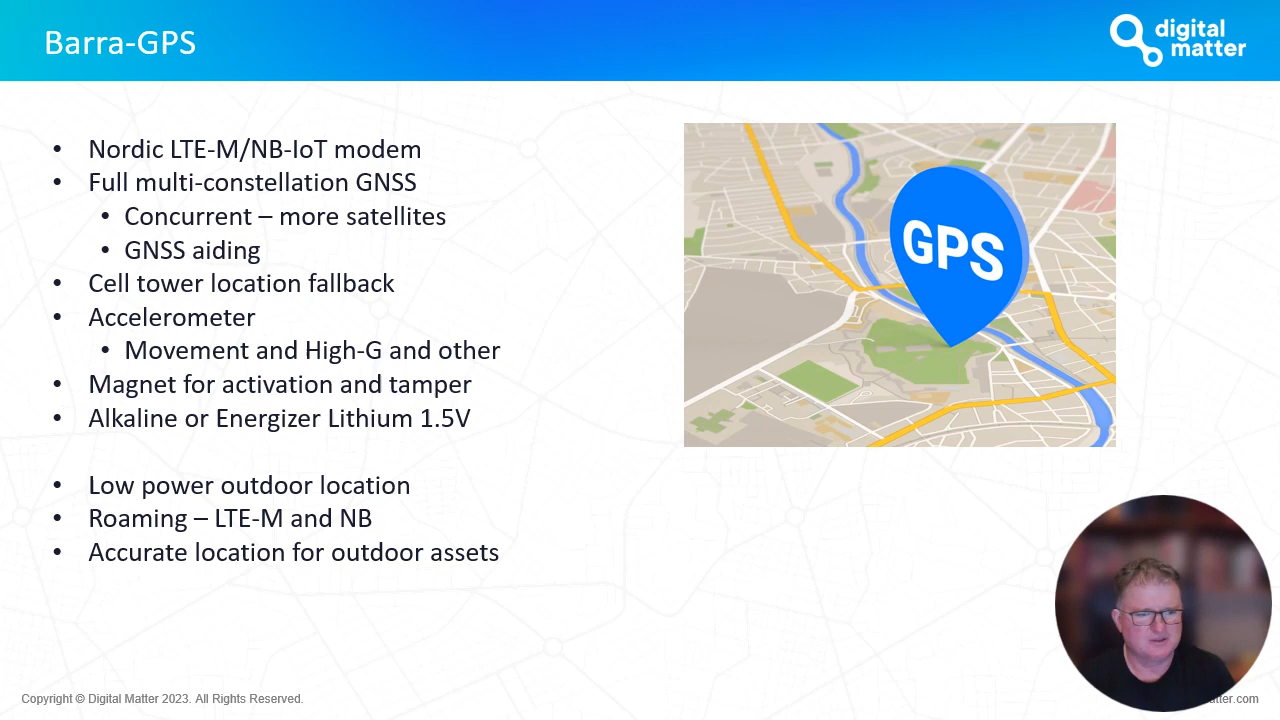 Barra-GPS
digital
matter
• Nordic LTE-M/NB-IoT modem
• Full multi-constellation GNSS
• Concurrent – more satellites
• GNSS aiding
• Cell tower location fallback
• Accelerometer
• Movement and High-G and other
• Magnet for activation and tamper
• Alkaline or Energizer Lithium 1.5V
• Low power outdoor location
• Roaming – LTE-M and NB
• Accurate location for outdoor assets
GPS
Copyright © Digital Matter 2023. All Rights Reserved.